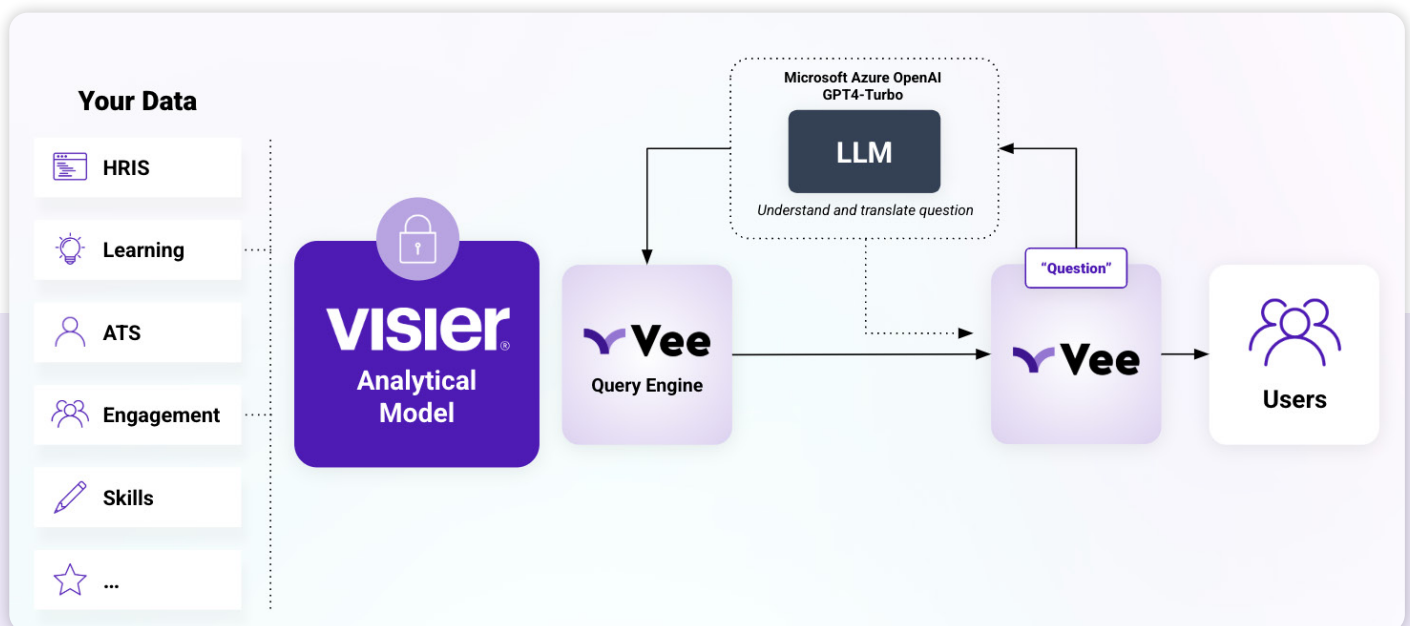 Your Data
HRIS
Learning
ATS
Engagement
Skills
...
VISIER®
Analytical
Model
Vee
Query Engine
Microsoft Azure OpenAI
GPT4-Turbo
LLM
Understand and translate question
"Question"
Vee
Users